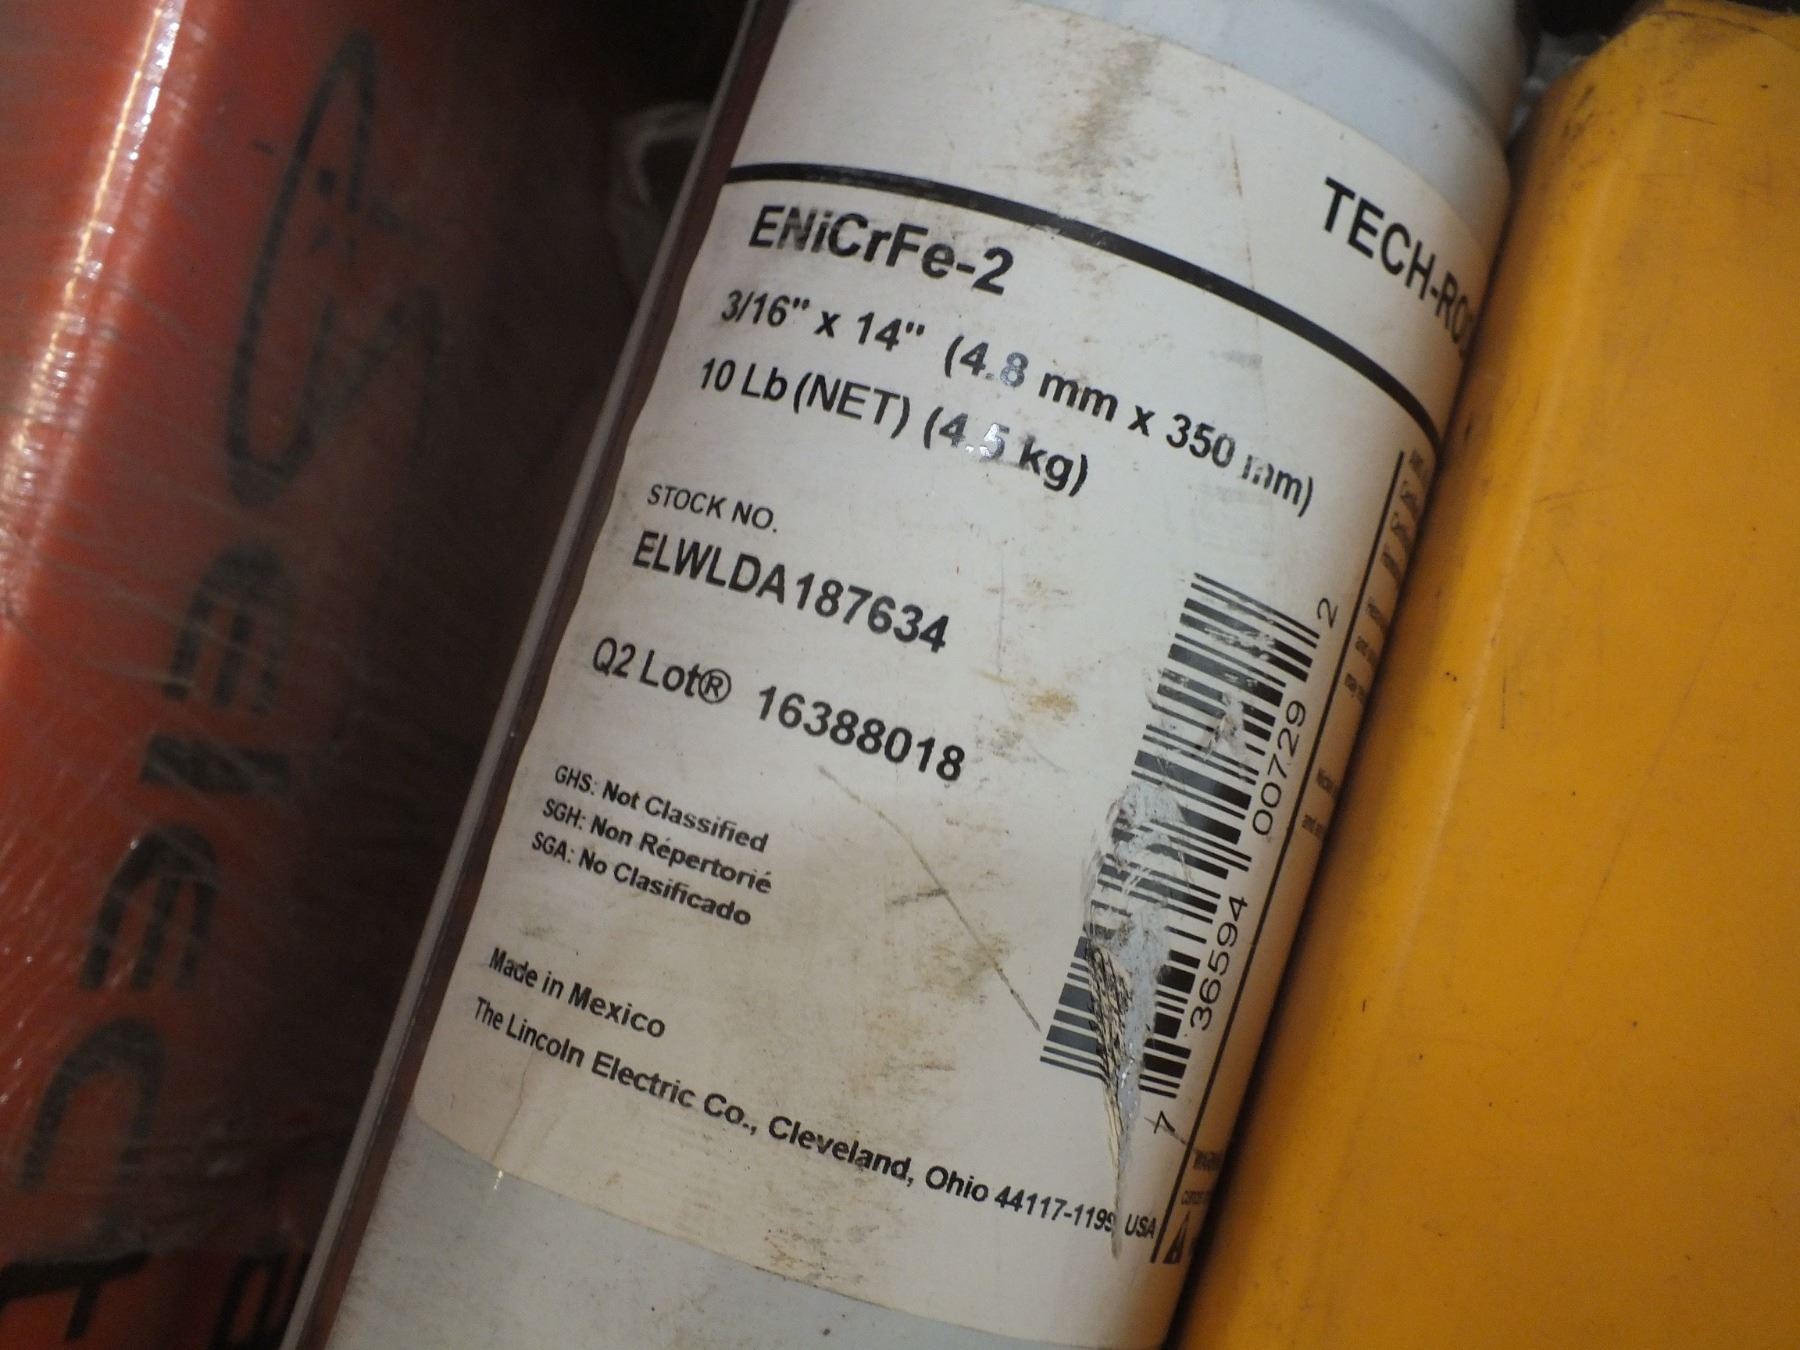 TECH-ROD
ENiCrFe-2
3/16" x 14" (4.8 mm x 350 mm)
10 Lb (NET) (4.5 kg)
STOCK NO.
ELWLDA187634
Q2 Lot® 16388018
GHS: Not Classified
SGH: Non Répertorié
SGA: No Clasificado
Made in Mexico
The Lincoln Electric Co., Cleveland, Ohio 44117-1199 USA
7 36594 00729 2